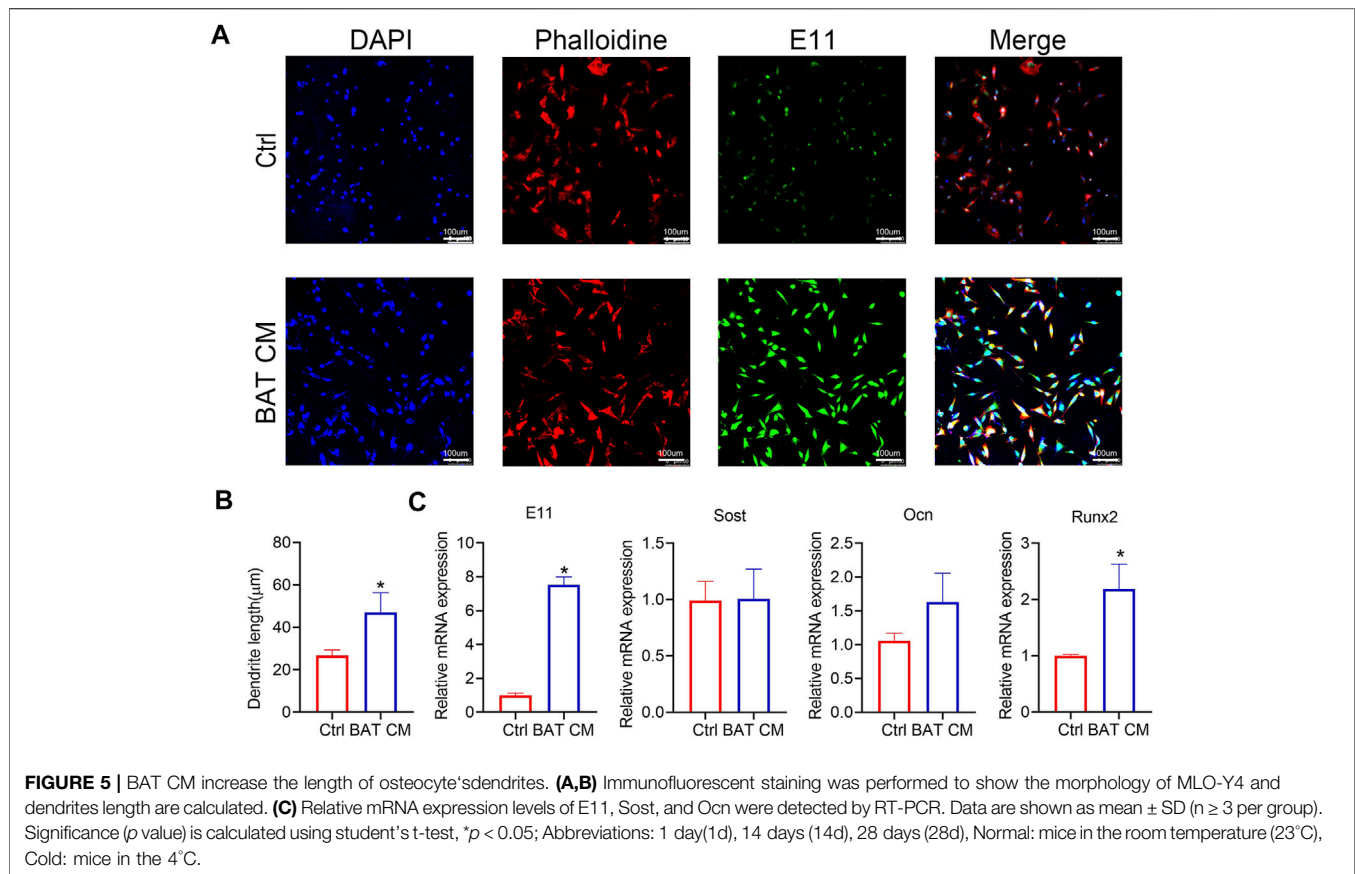 A
DAPI Phalloidine E11 Merge
Ctrl
100um 100um 100um 100um
BAT CM
100um 100um 100um 100um
B
C
E11 Sost Ocn Runx2
Dendrite length(μm)
80
60
40
20
0
Ctrl BAT CM
*
Relative mRNA expression
10
8
6
4
2
0
Ctrl BAT CM
*
Relative mRNA expression
1.5
1.0
0.5
0.0
Ctrl BAT CM
Relative mRNA expression
2.5
2.0
1.5
1.0
0.5
0.0
Ctrl BAT CM
Relative mRNA expression
3
2
1
0
Ctrl BAT CM
*
FIGURE 5 | BAT CM increase the length of osteocyte‘sdendrites. (A,B) Immunofluorescent staining was performed to show the morphology of MLO-Y4 and
dendrites length are calculated. (C) Relative mRNA expression levels of E11, Sost, and Ocn were detected by RT-PCR. Data are shown as mean ± SD (n ≥ 3 per group).
Significance (p value) is calculated using student’s t-test, *p < 0.05; Abbreviations: 1 day(1d), 14 days (14d), 28 days (28d), Normal: mice in the room temperature (23°C),
Cold: mice in the 4°C.